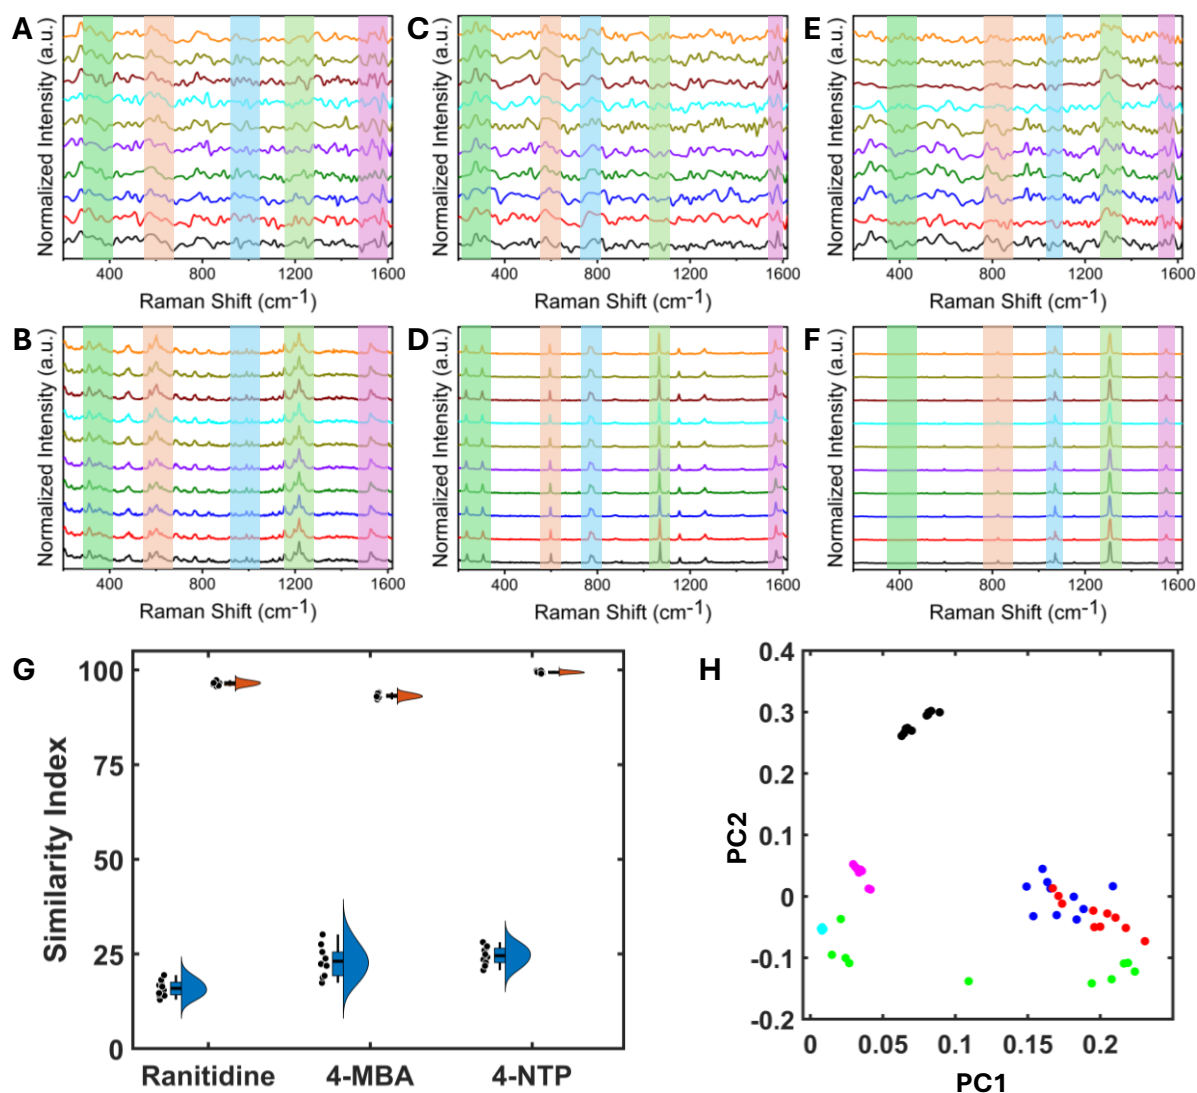 A
Normalized Intensity (a.u.)
400 800 1200 1600
Raman Shift (cm⁻¹)
C
Normalized Intensity (a.u.)
400 800 1200 1600
Raman Shift (cm⁻¹)
E
Normalized Intensity (a.u.)
400 800 1200 1600
Raman Shift (cm⁻¹)
B
Normalized Intensity (a.u.)
400 800 1200 1600
Raman Shift (cm⁻¹)
D
Normalized Intensity (a.u.)
400 800 1200 1600
Raman Shift (cm⁻¹)
F
Normalized Intensity (a.u.)
400 800 1200 1600
Raman Shift (cm⁻¹)
G
Similarity Index
100
75
50
25
0
Ranitidine 4-MBA 4-NTP
H
PC2
0.4
0.3
0.2
0.1
0
-0.1
-0.2
0 0.05 0.1 0.15 0.2
PC1